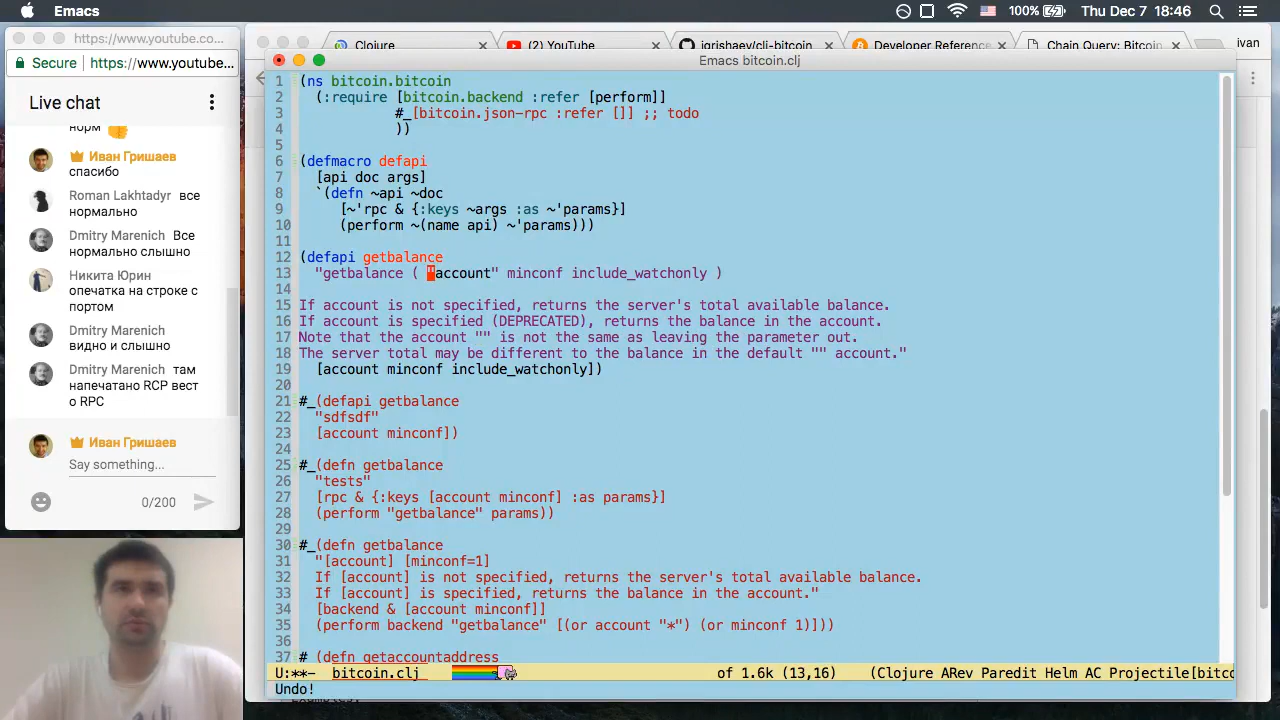 Emacs
100%
Thu Dec 7 18:46
https://www.youtube.co...
Secure
https://www.youtube.com/w...
Live chat
норм 👍
Иван Гришаев
спасибо
Roman Lakhtadyr все
нормально
Dmitry Marenich Все
нормально слышно
Никита Юрин
опечатка на строке с
портом
Dmitry Marenich
видно и слышно
Dmitry Marenich там
напечатано RCP вест
о RPC
Иван Гришаев
Say something...
0/200
Clojure
(2) YouTube
igrishaev/cli-bitcoin
Developer Reference
Chain Query: Bitcoin
ivan
Emacs bitcoin.clj
1 (ns bitcoin.bitcoin
2 (:require [bitcoin.backend :refer [perform]]
3 #_[bitcoin.json-rpc :refer []] ;; todo
4 ))
5
6 (defmacro defapi
7 [api doc args]
8 `(defn ~api ~doc
9 [~'rpc & {:keys ~args :as ~'params}]
10 (perform ~(name api) ~'params)))
11
12 (defapi getbalance
13 "getbalance ( "account" minconf include_watchonly )
14
15 If account is not specified, returns the server's total available balance.
16 If account is specified (DEPRECATED), returns the balance in the account.
17 Note that the account "" is not the same as leaving the parameter out.
18 The server total may be different to the balance in the default "" account."
19 [account minconf include_watchonly])
20
21 #_(defapi getbalance
22 "sdfsdf"
23 [account minconf])
24
25 #_(defn getbalance
26 "tests"
27 [rpc & {:keys [account minconf] :as params}]
28 (perform "getbalance" params))
29
30 #_(defn getbalance
31 "[account] [minconf=1]
32 If [account] is not specified, returns the server's total available balance.
33 If [account] is specified, returns the balance in the account."
34 [backend & [account minconf]]
35 (perform backend "getbalance" [(or account "*") (or minconf 1)]))
36
37 # (defn getaccountaddress
U:**- bitcoin.clj of 1.6k (13,16) (Clojure ARev Paredit Helm AC Projectile[bitco
Undo!